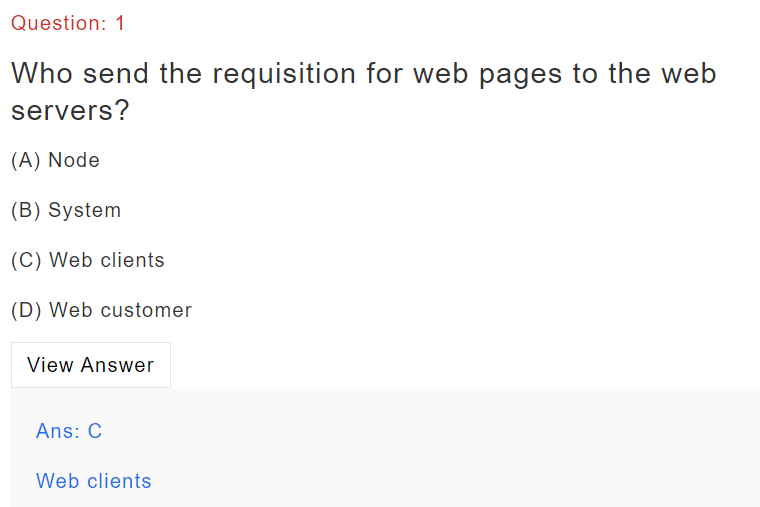 Question: 1
Who send the requisition for web pages to the web
servers?
(A) Node
(B) System
(C) Web clients
(D) Web customer
View Answer
Ans: C
Web clients